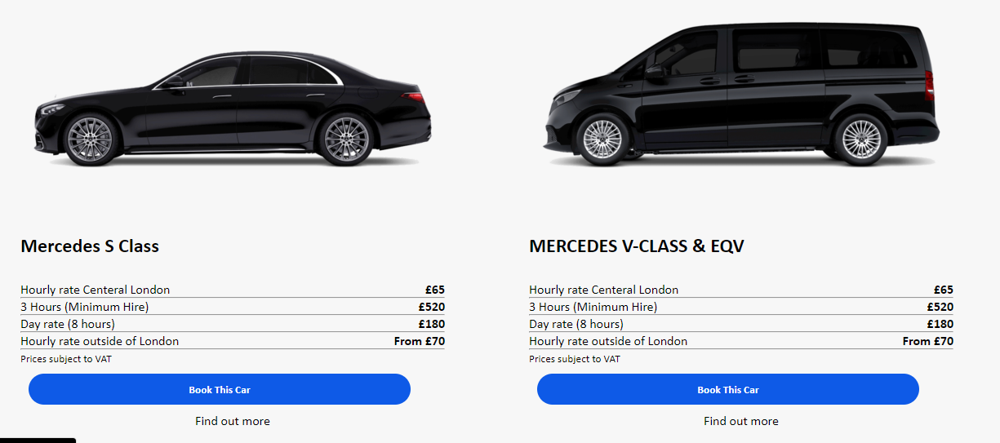 Mercedes S Class
Hourly rate Centeral London £65
3 Hours (Minimum Hire) £520
Day rate (8 hours) £180
Hourly rate outside of London From £70
Prices subject to VAT
Book This Car
Find out more
MERCEDES V-CLASS & EQV
Hourly rate Centeral London £65
3 Hours (Minimum Hire) £520
Day rate (8 hours) £180
Hourly rate outside of London From £70
Prices subject to VAT
Book This Car
Find out more